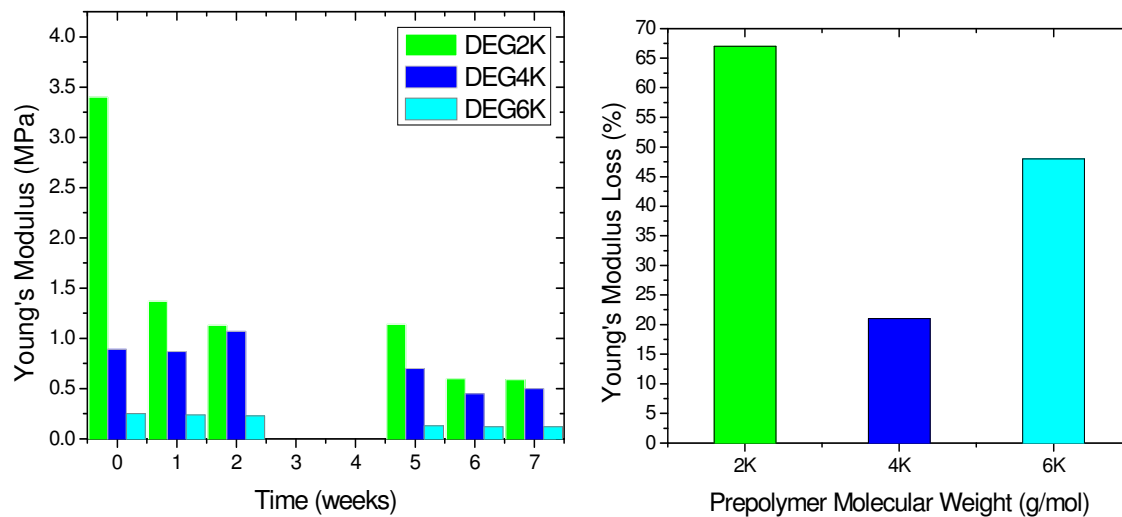 4.0
3.5
3.0
2.5
2.0
1.5
1.0
0.5
0.0
Young's Modulus (MPa)
DEG2K
DEG4K
DEG6K
0 1 2 3 4 5 6 7
Time (weeks)
70
65
60
55
50
45
40
35
30
25
20
15
10
5
0
Young's Modulus Loss (%)
2K 4K 6K
Prepolymer Molecular Weight (g/mol)